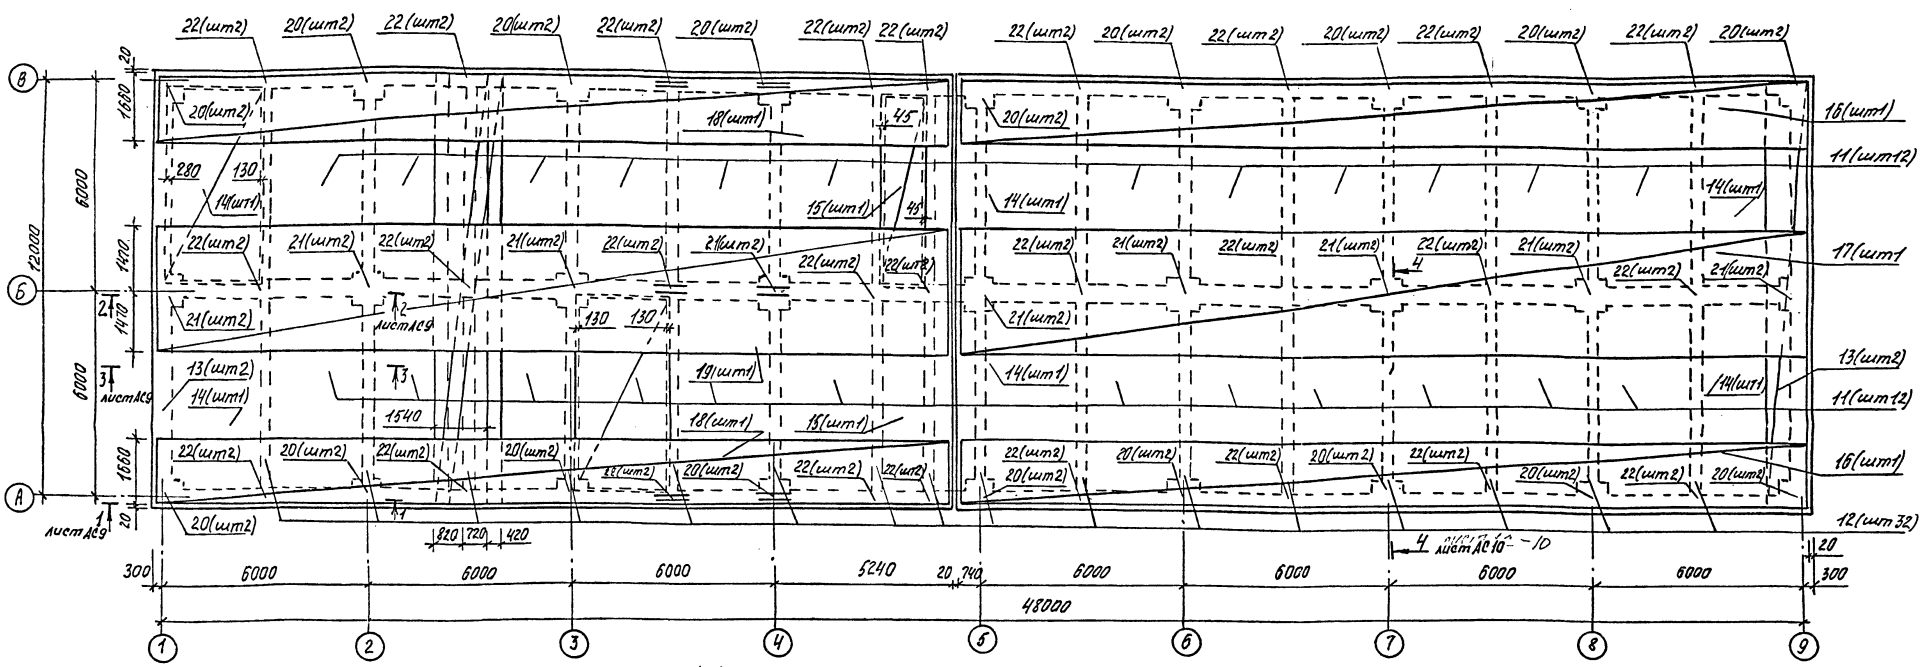 22(шт2) 20(шт2) 22(шт2) 20(шт2) 22(шт2) 20(шт2) 22(шт2) 22(шт2) 22(шт2) 20(шт2) 22(шт2) 20(шт2) 22(шт2) 20(шт2) 22(шт2) 20(шт2)
20
В
1660
20(шт2) 18(шт1) 45 20(шт2) 16(шт1)
11(шт12)
280 130
6000
14(шт1) 15(шт1) 45 14(шт1) 14(шт1)
12000
1470
22(шт2) 21(шт2) 22(шт2) 21(шт2) 22(шт2) 21(шт2) 22(шт2) 22(шт2) 22(шт2) 21(шт2) 22(шт2) 21(шт2) 22(шт2) 21(шт2) 22(шт2) 21(шт2)
17(шт1
4
Б
2 2
лист АС9
1470
21(шт2) 130 130 21(шт2)
13(шт2) 19(шт1) 14(шт1) 13(шт2)
3 3
лист АС9
6000
14(шт1) 14(шт1) 11(шт12)
1540 18(шт1) 15(шт1)
1660
22(шт2) 20(шт2) 22(шт2) 20(шт2) 22(шт2) 20(шт2) 22(шт2) 22(шт2) 22(шт2) 20(шт2) 22(шт2) 20(шт2) 22(шт2) 20(шт2) 22(шт2) 20(шт2)
16(шт1)
20(шт2)
А
1 1
лист АС9
20
20(шт2)
12(шт32)
820 720 420
4 лист АС10 -10
20
300 6000 6000 6000 5240 20 740 6000 6000 6000 6000 300
48000
1 2 3 4 5 6 7 8 9